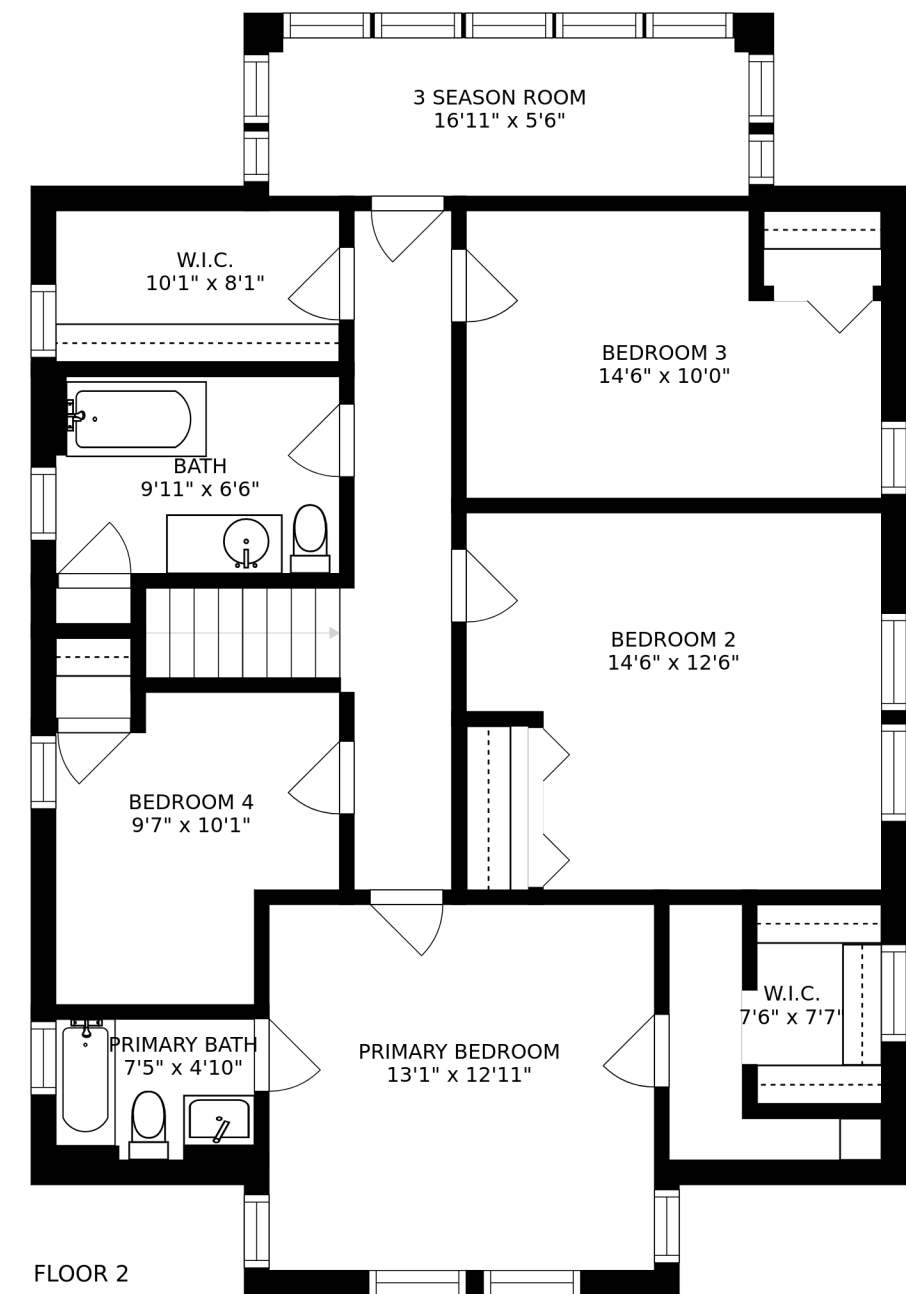 3 SEASON ROOM
16'11" x 5'6"
W.I.C.
10'1" x 8'1"
BEDROOM 3
14'6" x 10'0"
BATH
9'11" x 6'6"
BEDROOM 2
14'6" x 12'6"
BEDROOM 4
9'7" x 10'1"
W.I.C.
7'6" x 7'7"
PRIMARY BATH
7'5" x 4'10"
PRIMARY BEDROOM
13'1" x 12'11"
FLOOR 2